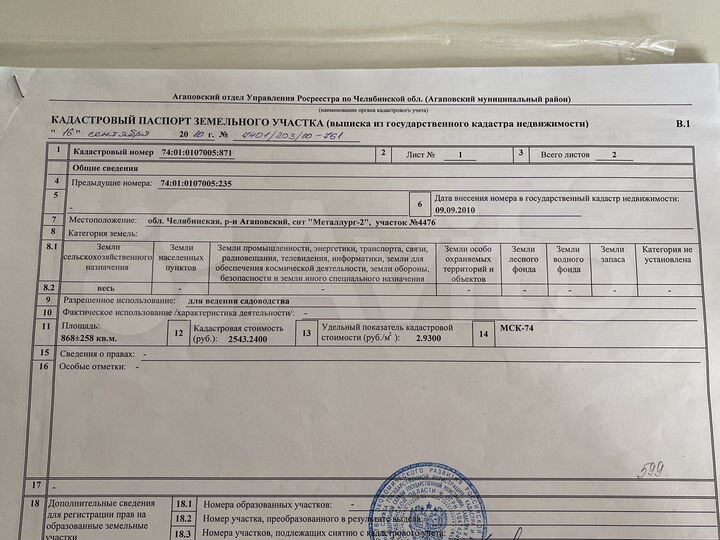 Агаповский отдел Управления Росреестра по Челябинской обл. (Агаповский муниципальный район)
(наименование органа кадастрового учета)
КАДАСТРОВЫЙ ПАСПОРТ ЗЕМЕЛЬНОГО УЧАСТКА (выписка из государственного кадастра недвижимости) В.1
"16" сентября 2010 г. № 7401/203/10-761
1 Кадастровый номер 74:01:0107005:871 2 Лист № 1 3 Всего листов 2
Общие сведения
4 Предыдущие номера: 74:01:0107005:235
5 - 6 Дата внесения номера в государственный кадастр недвижимости:
09.09.2010
7 Местоположение: обл. Челябинская, р-н Агаповский, снт "Металлург-2", участок №4476
8 Категория земель:
8.1 Земли сельскохозяйственного назначения Земли населенных пунктов Земли промышленности, энергетики, транспорта, связи, радиовещания, телевидения, информатики, земли для обеспечения космической деятельности, земли обороны, безопасности и земли иного специального назначения Земли особо охраняемых территорий и объектов Земли лесного фонда Земли водного фонда Земли запаса Категория не установлена
8.2 весь - - - - - - -
9 Разрешенное использование: для ведения садоводства
10 Фактическое использование /характеристика деятельности/: -
11 Площадь: 868±258 кв.м. 12 Кадастровая стоимость (руб.): 2543.2400 13 Удельный показатель кадастровой стоимости (руб./м²): 2.9300 14 МСК-74
15 Сведения о правах: -
16 Особые отметки: -
599
17 -
18 Дополнительные сведения для регистрации прав на образованные земельные участки
18.1 Номера образованных участков: -
18.2 Номер участка, преобразованного в результате выдела: -
18.3 Номера участков, подлежащих снятию с кадастрового учета: -